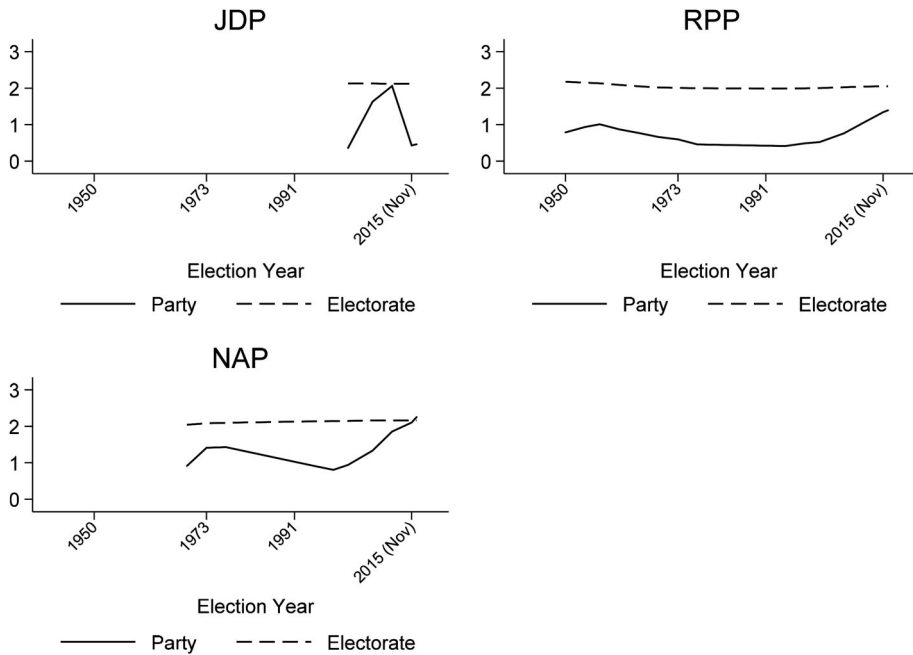 JDP
3
2
1
0
1950
1973
1991
2015 (Nov)
Election Year
Party Electorate
RPP
3
2
1
0
1950
1973
1991
2015 (Nov)
Election Year
Party Electorate
NAP
3
2
1
0
1950
1973
1991
2015 (Nov)
Election Year
Party Electorate